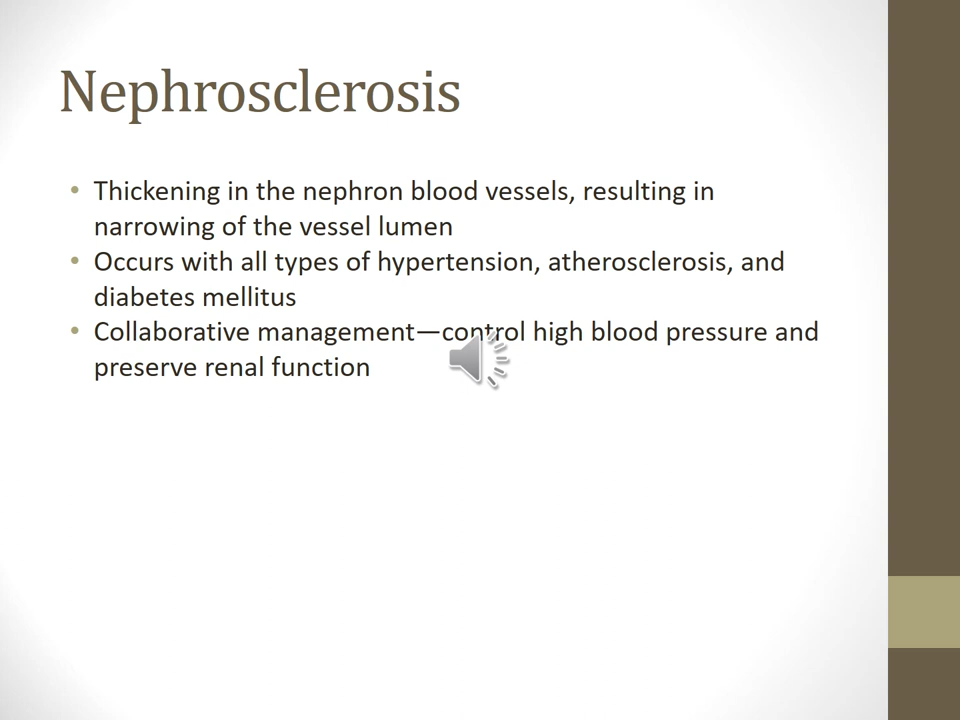 Nephrosclerosis
• Thickening in the nephron blood vessels, resulting in
narrowing of the vessel lumen
• Occurs with all types of hypertension, atherosclerosis, and
diabetes mellitus
• Collaborative management—control high blood pressure and
preserve renal function